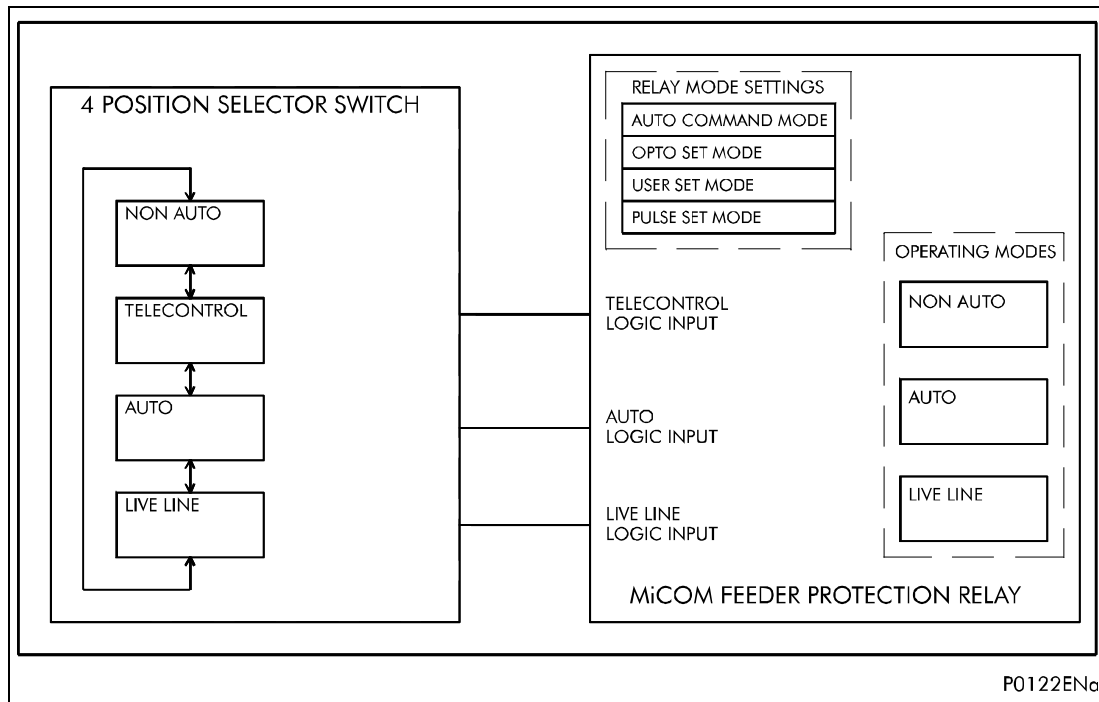 4 POSITION SELECTOR SWITCH
NON AUTO
TELECONTROL
AUTO
LIVE LINE
RELAY MODE SETTINGS
AUTO COMMAND MODE
OPTO SET MODE
USER SET MODE
PULSE SET MODE
TELECONTROL
LOGIC INPUT
AUTO
LOGIC INPUT
LIVE LINE
LOGIC INPUT
OPERATING MODES
NON AUTO
AUTO
LIVE LINE
MiCOM FEEDER PROTECTION RELAY
P0122ENa